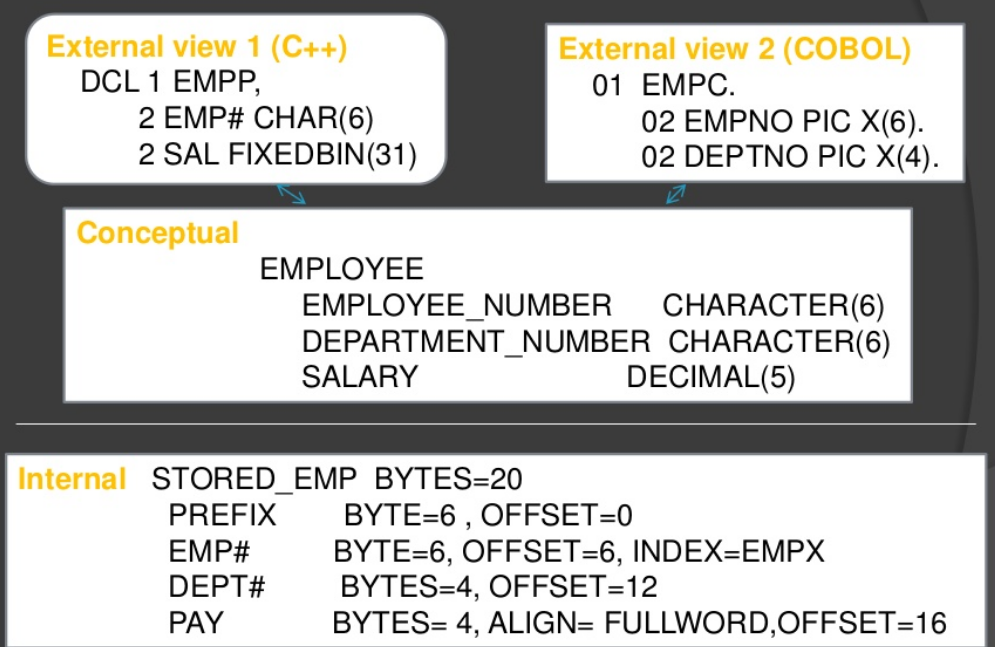 External view 1 (C++)
DCL 1 EMPP,
2 EMP# CHAR(6)
2 SAL FIXEDBIN(31)
External view 2 (COBOL)
01 EMPC.
02 EMPNO PIC X(6).
02 DEPTNO PIC X(4).
Conceptual
EMPLOYEE
EMPLOYEE_NUMBER CHARACTER(6)
DEPARTMENT_NUMBER CHARACTER(6)
SALARY DECIMAL(5)
Internal STORED_EMP BYTES=20
PREFIX BYTE=6 , OFFSET=0
EMP# BYTE=6, OFFSET=6, INDEX=EMPX
DEPT# BYTES=4, OFFSET=12
PAY BYTES= 4, ALIGN= FULLWORD,OFFSET=16